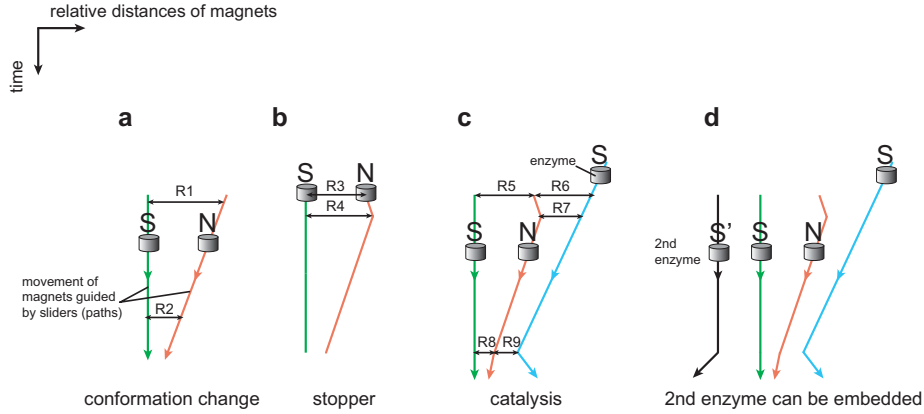 relative distances of magnets
time
a
b
c
d
S
N
R1
R2
movement of
magnets guided
by sliders (paths)
conformation change
S
N
R3
R4
stopper
enzyme
S
R5
R6
R7
S
N
R8
R9
catalysis
S
S'
S
N
2nd
enzyme
2nd enzyme can be embedded